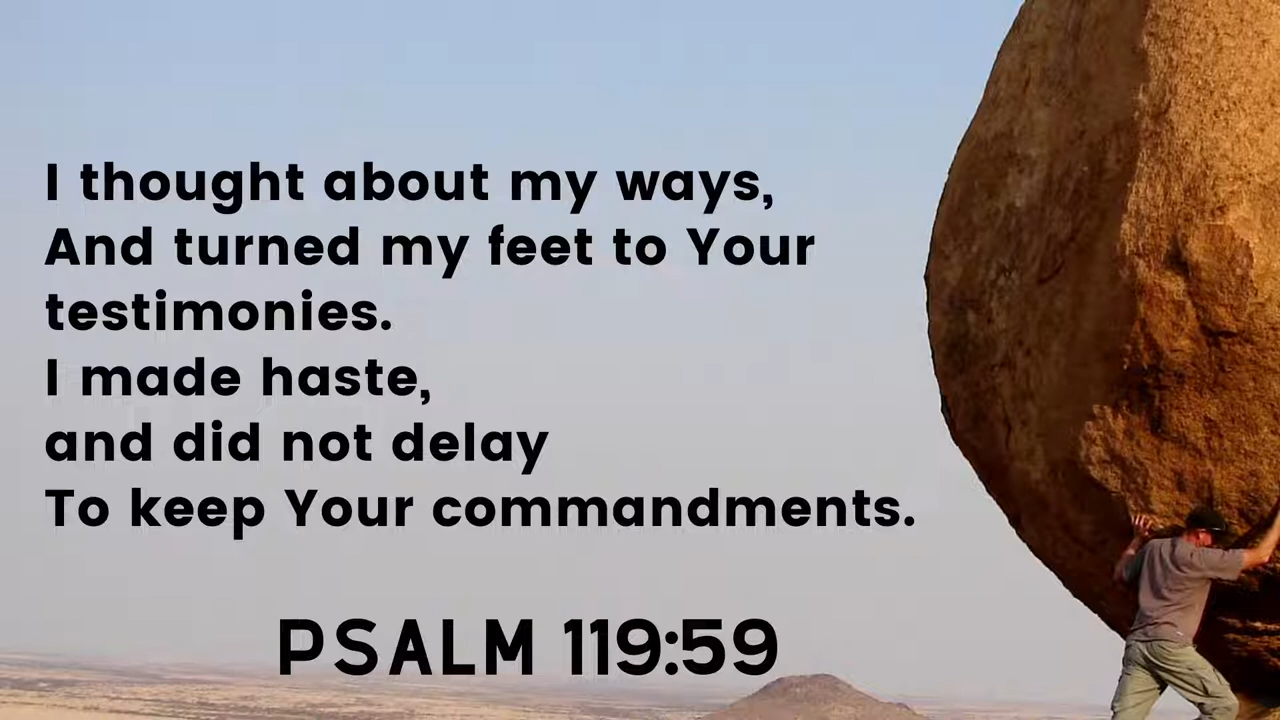 I thought about my ways,
And turned my feet to Your
testimonies.
I made haste,
and did not delay
To keep Your commandments.
PSALM 119:59